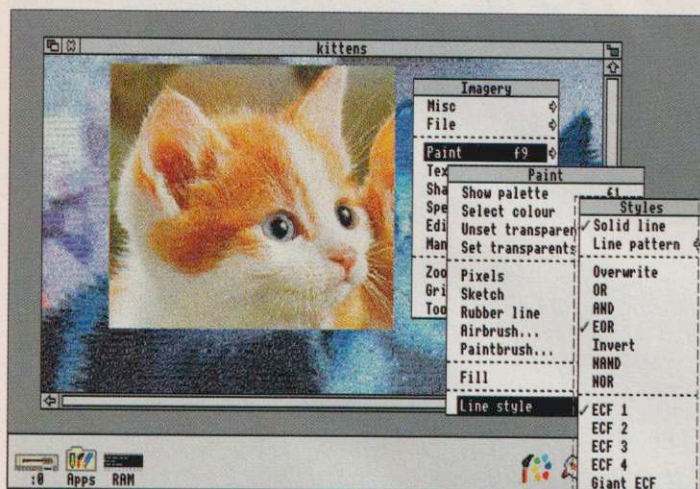 kittens
Imagery
Misc
File
Paint f9
Paint
Show palette £1
Select colour
Unset
Set transparents
Pixels
Sketch
Rubber line
Airbrush...
Paintbrush...
Fill
Line style
Styles
✓Solid line
Line pattern
Overwrite
OR
AND
✓EOR
Invert
NAND
NOR
✓ECF 1
ECF 2
ECF 3
ECF 4
Giant ECF
:0 Apps RAM